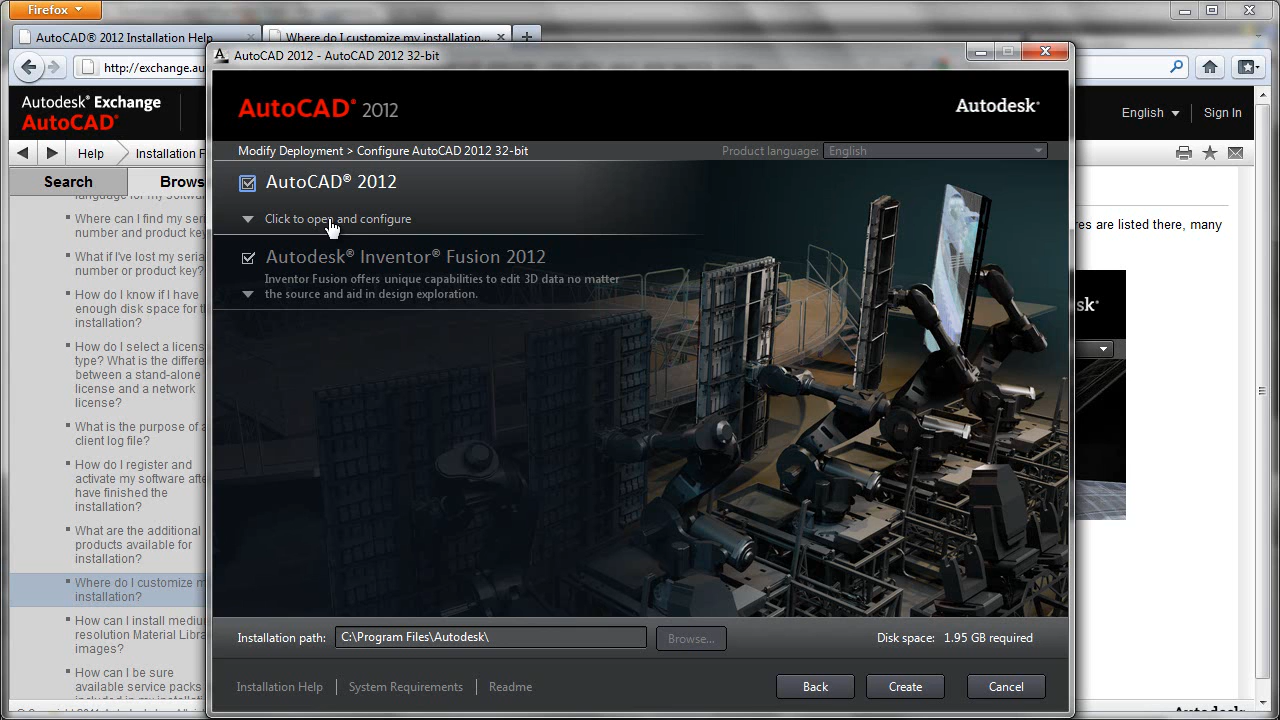 Firefox
AutoCAD® 2012 Installation Help
Where do I customize my installation...
AutoCAD 2012 - AutoCAD 2012 32-bit
http://exchange.au
Autodesk® Exchange
AutoCAD®
English
Sign In
Help
Installation F
Search
Brows
language for my software
Where can I find my seri
number and product key
What if I've lost my seria
number or product key?
How do I know if I have
enough disk space for t
installation?
How do I select a licens
type? What is the differe
between a stand-alone
license and a network
license?
What is the purpose of a
client log file?
How do I register and
activate my software afte
have finished the
installation?
What are the additional
products available for
installation?
Where do I customize m
installation?
How can I install mediu
resolution Material Libra
images?
How can I be sure
available service packs
AutoCAD® 2012
Autodesk®
Modify Deployment > Configure AutoCAD 2012 32-bit
Product language:
English
AutoCAD® 2012
Click to open and configure
Autodesk® Inventor® Fusion 2012
Inventor Fusion offers unique capabilities to edit 3D data no matter
the source and aid in design exploration.
Installation path:
C:\Program Files\Autodesk\
Browse...
Disk space: 1.95 GB required
Installation Help
System Requirements
Readme
Back
Create
Cancel
res are listed there, many
sk®